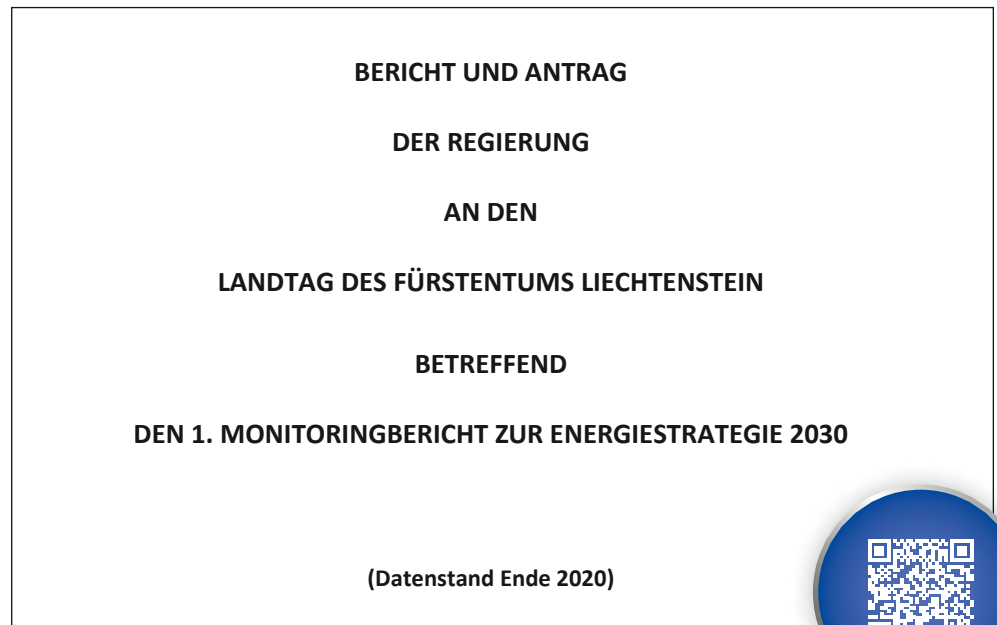 BERICHT UND ANTRAG
DER REGIERUNG
AN DEN
LANDTAG DES FÜRSTENTUMS LIECHTENSTEIN
BETREFFEND
DEN 1. MONITORINGBERICHT ZUR ENERGIESTRATEGIE 2030
(Datenstand Ende 2020)